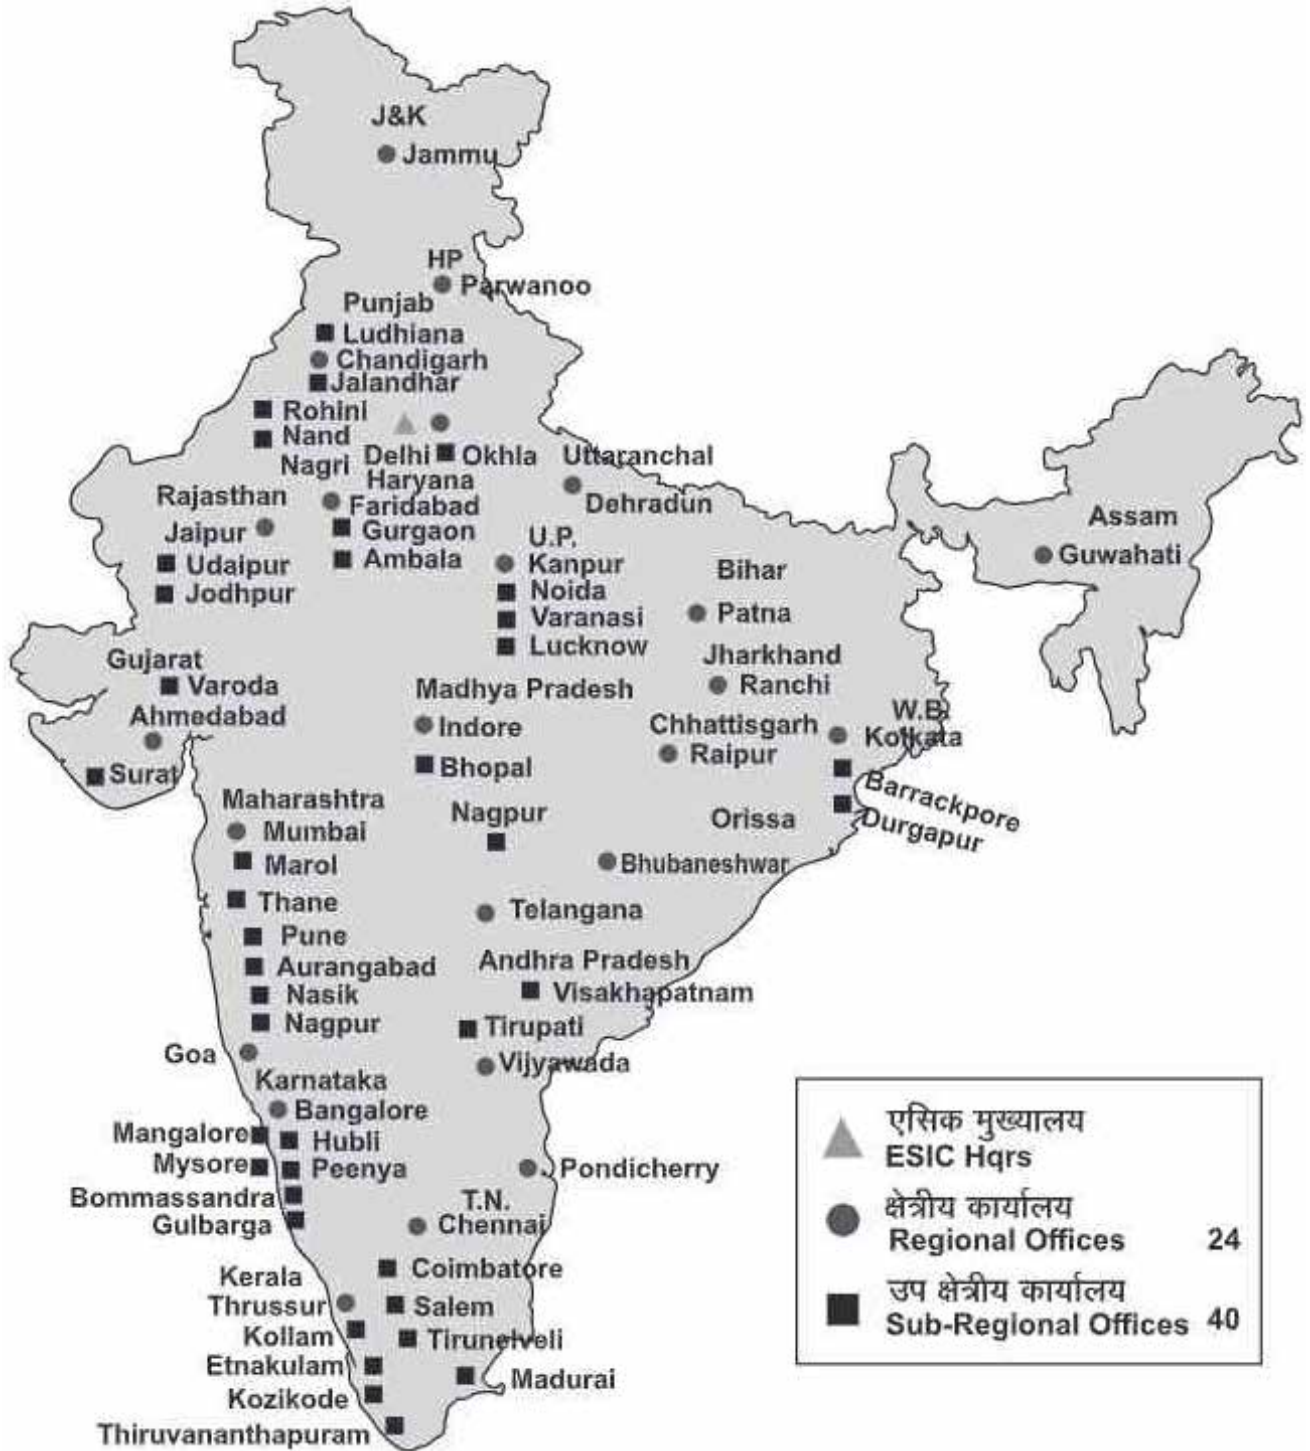 J&K
Jammu
HP
Parwanoo
Punjab
Ludhiana
Chandigarh
Jalandhar
Rohini
Nand
Nagri
Delhi
Okhla
Uttaranchal
Haryana
Dehradun
Rajasthan
Faridabad
Jaipur
Gurgaon
Assam
Udaipur
Ambala
U.P.
Kanpur
Bihar
Guwahati
Jodhpur
Noida
Varanasi
Patna
Lucknow
Jharkhand
Gujarat
Varoda
Madhya Pradesh
Ranchi
Ahmedabad
Indore
Chhattisgarh
W.B.
Kolkata
Surat
Bhopal
Raipur
Barrackpore
Maharashtra
Nagpur
Orissa
Durgapur
Mumbai
Marol
Bhubaneshwar
Thane
Telangana
Pune
Aurangabad
Andhra Pradesh
Nasik
Visakhapatnam
Nagpur
Tirupati
Goa
Vijyawada
Karnataka
Bangalore
Mangalore
Hubli
Mysore
Peenya
Pondicherry
Bommassandra
Gulbarga
T.N.
Chennai
Coimbatore
Kerala
Thrussur
Salem
Kollam
Tirunelveli
Etnakulam
Madurai
Kozikode
Thiruvananthapuram
एसिक मुख्यालय
ESIC Hqrs
क्षेत्रीय कार्यालय
Regional Offices 24
उप क्षेत्रीय कार्यालय
Sub-Regional Offices 40